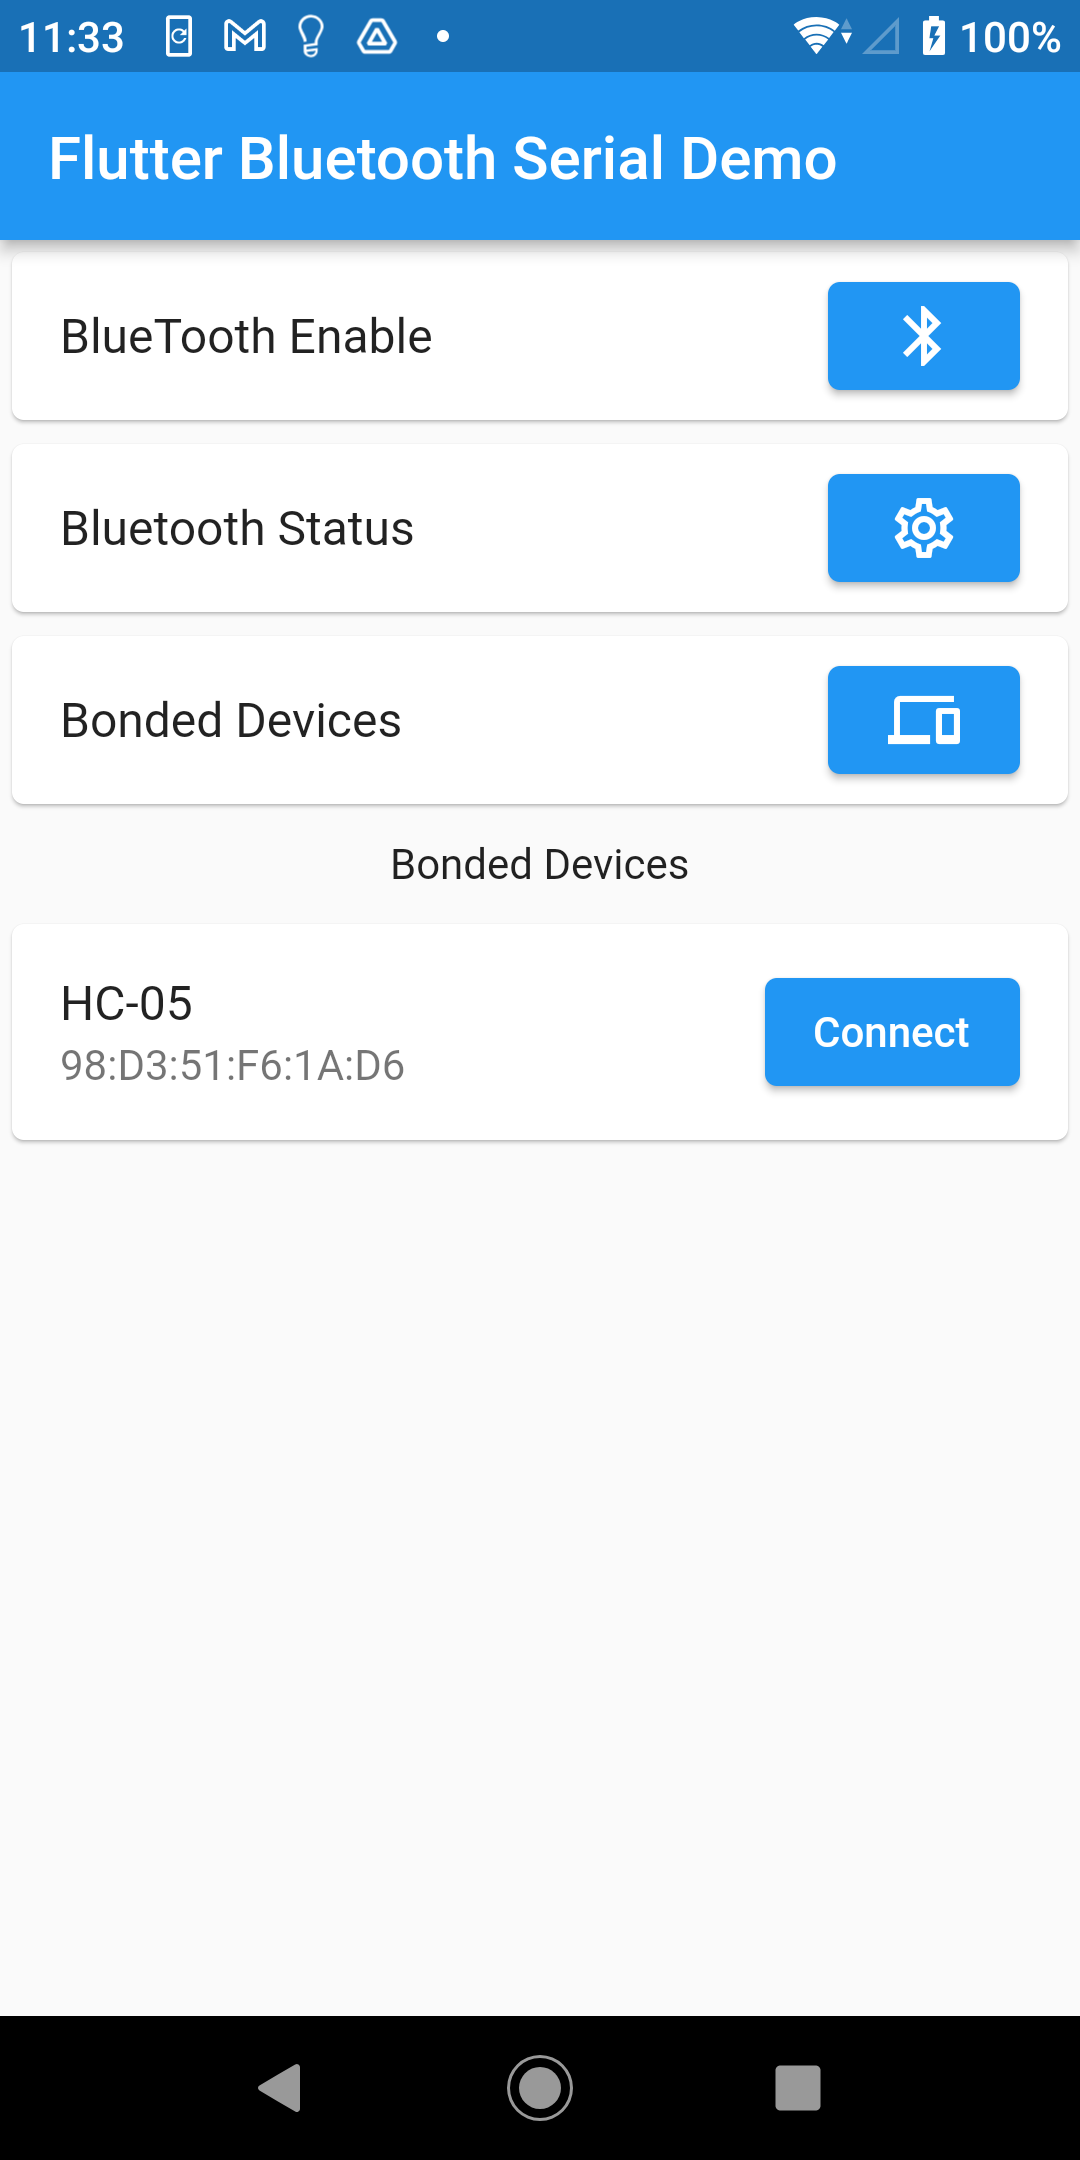 11:33 100%
Flutter Bluetooth Serial Demo
BlueTooth Enable
Bluetooth Status
Bonded Devices
Bonded Devices
HC-05
98:D3:51:F6:1A:D6
Connect